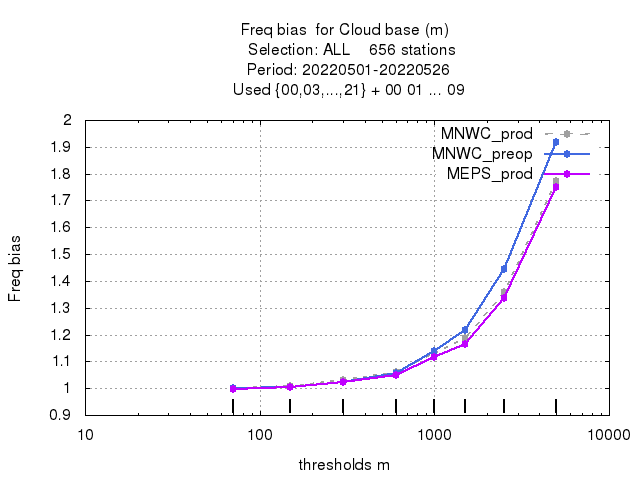 Freq bias  for Cloud base (m)
Selection: ALL    656 stations
Period: 20220501-20220526
Used {00,03,...,21} + 00 01 ... 09
2
1.9
1.8
1.7
1.6
1.5
1.4
1.3
1.2
1.1
1
0.9
Freq bias
MNWC_prod
MNWC_preop
MEPS_prod
10
100
1000
10000
thresholds m